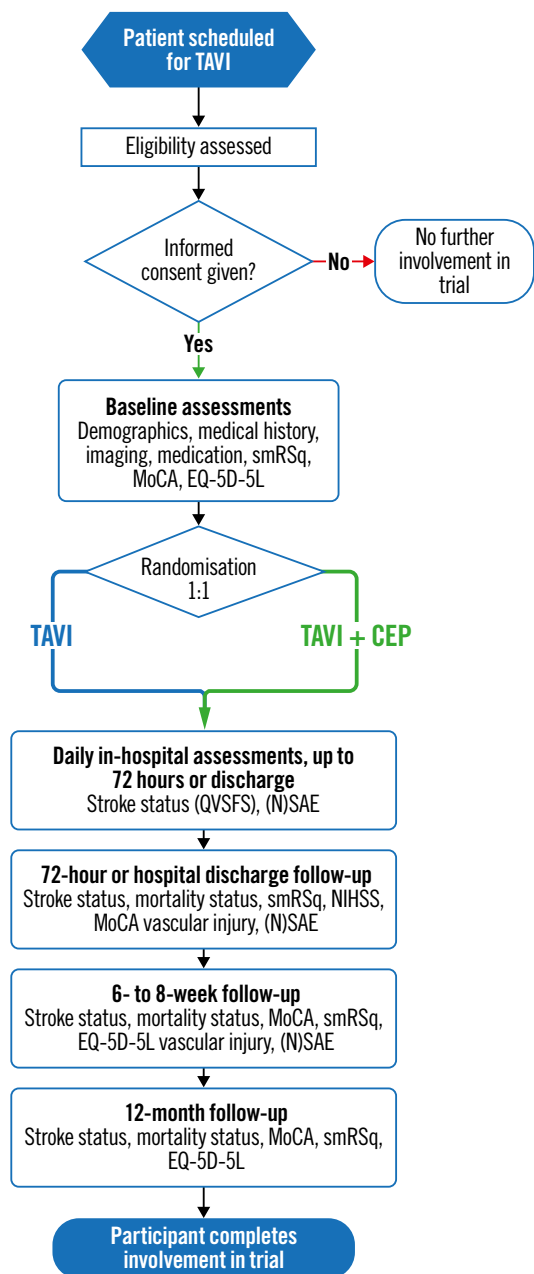 Patient scheduled
for TAVI
Eligibility assessed
Informed
consent given?
No
No further
involvement in
trial
Yes
Baseline assessments
Demographics, medical history,
imaging, medication, smRSq,
MoCA, EQ-5D-5L
Randomisation
1:1
TAVI
TAVI + CEP
Daily in-hospital assessments, up to
72 hours or discharge
Stroke status (QVSFS), (N)SAE
72-hour or hospital discharge follow-up
Stroke status, mortality status, smRSq, NIHSS,
MoCA vascular injury, (N)SAE
6- to 8-week follow-up
Stroke status, mortality status, MoCA, smRSq,
EQ-5D-5L vascular injury, (N)SAE
12-month follow-up
Stroke status, mortality status, MoCA, smRSq,
EQ-5D-5L
Participant completes
involvement in trial